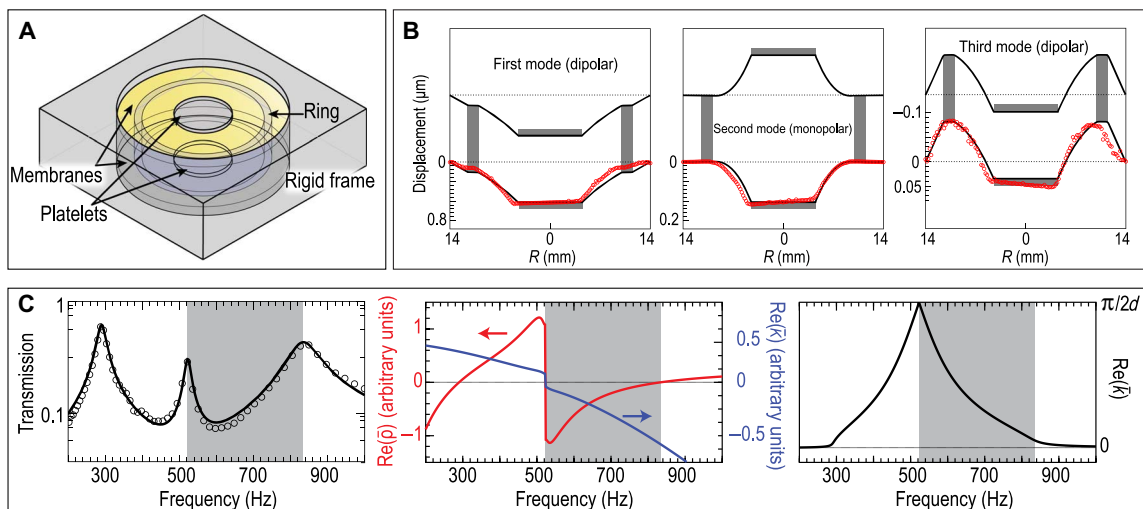 A
Ring
Membranes
Rigid frame
Platelets
B
Displacement (μm)
First mode (dipolar)
0
0.8
14
0
14
R (mm)
Second mode (monopolar)
0
0.2
14
0
14
R (mm)
Third mode (dipolar)
−0.1
0
0.05
14
0
14
R (mm)
C
Transmission
1
0.1
300
500
700
900
Frequency (Hz)
Re(ρ̄) (arbitrary units)
1
0
−1
0.5
0
−0.5
Re(κ̄) (arbitrary units)
300
500
700
900
Frequency (Hz)
π/2d
0
Re(k̄)
300
500
700
900
Frequency (Hz)